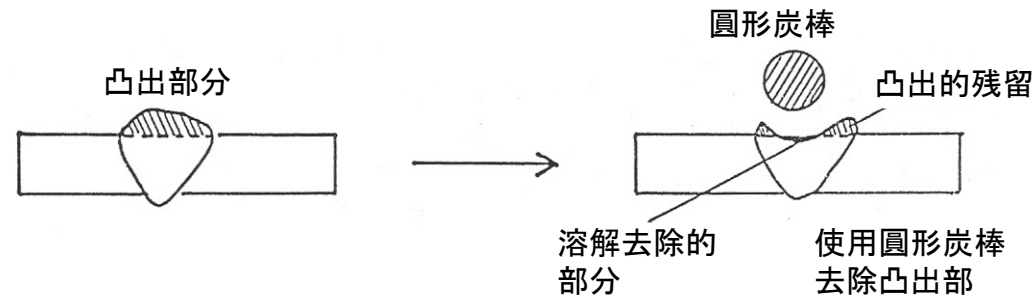 凸出部分
圓形炭棒
凸出的残留
溶解去除的
部分
使用圓形炭棒
去除凸出部